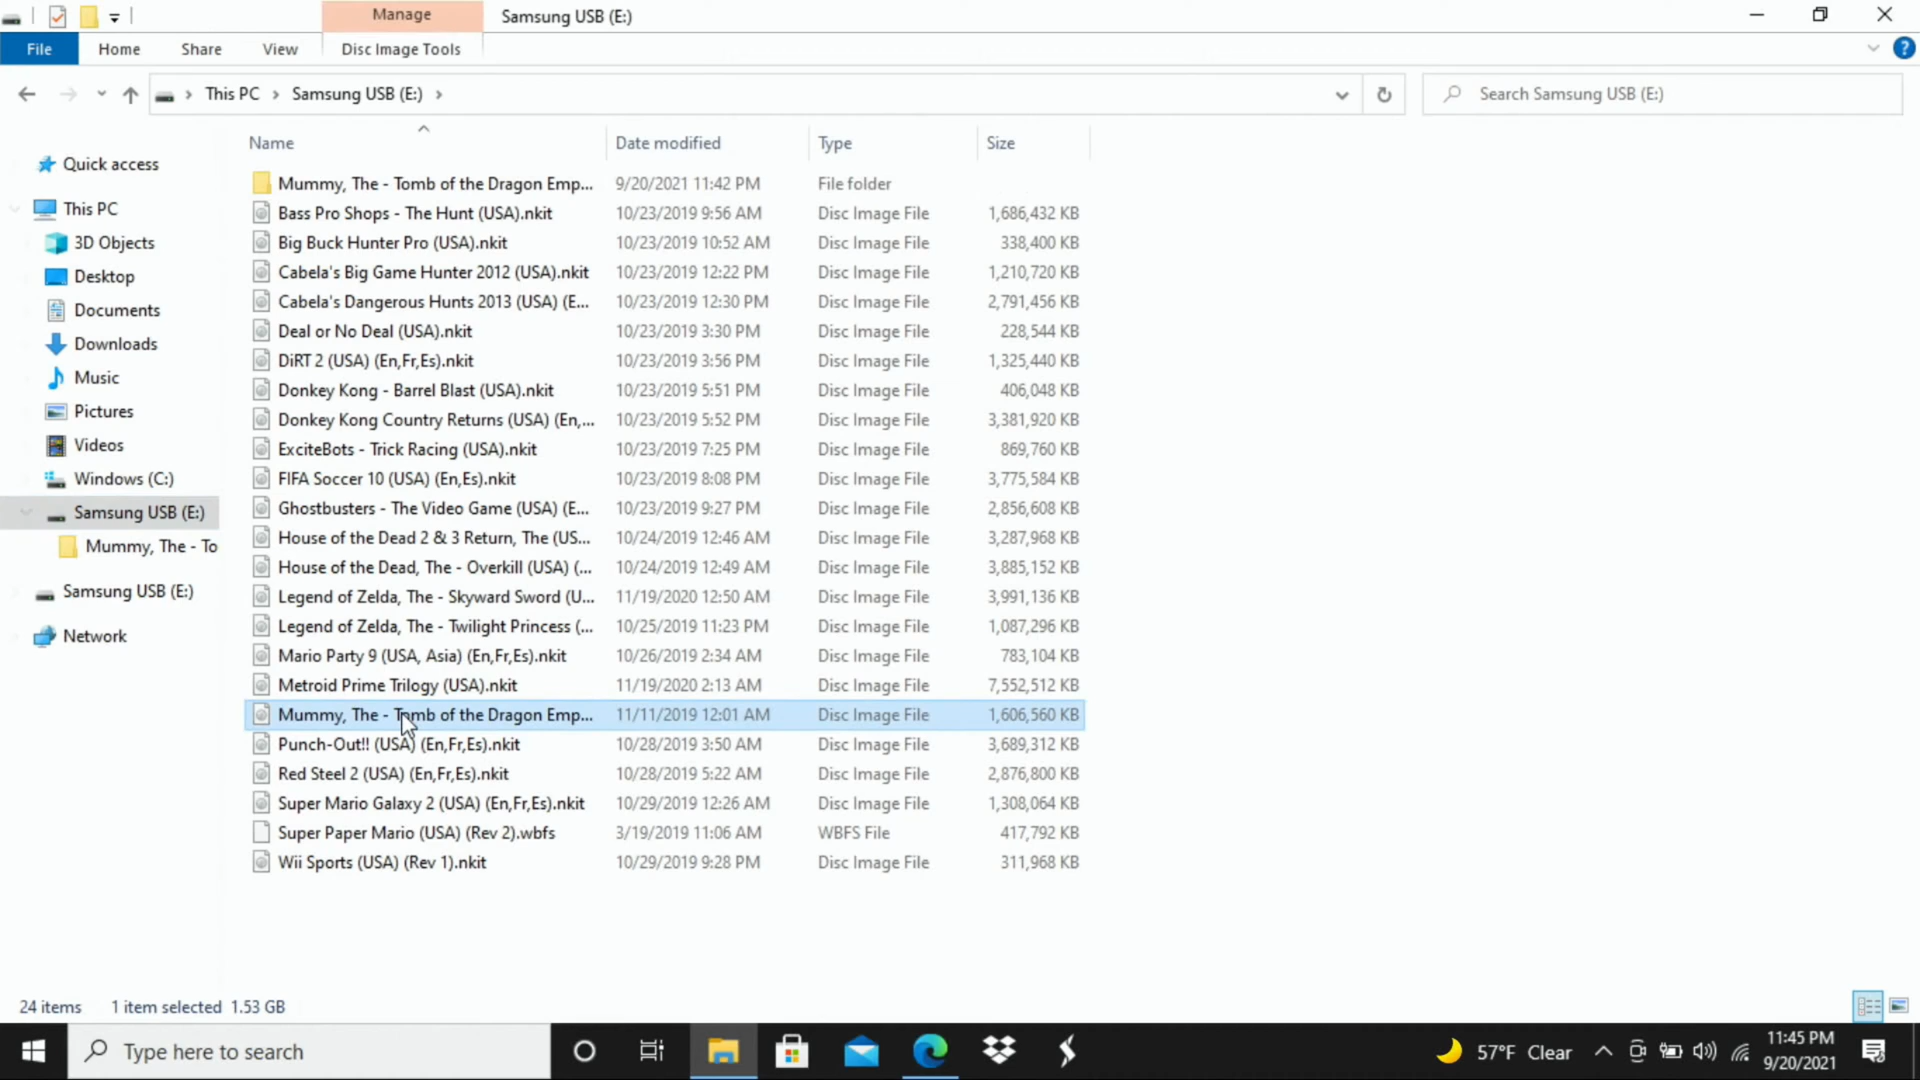 Manage
Samsung USB (E:)
File
Home
Share
View
Disc Image Tools
This PC
Samsung USB (E:)
Search Samsung USB (E:)
Name
Date modified
Type
Size
Quick access
This PC
3D Objects
Desktop
Documents
Downloads
Music
Pictures
Videos
Windows (C:)
Samsung USB (E:)
Mummy, The - To
Samsung USB (E:)
Network
Mummy, The - Tomb of the Dragon Emp... 9/20/2021 11:42 PM File folder
Bass Pro Shops - The Hunt (USA).nkit 10/23/2019 9:56 AM Disc Image File 1,686,432 KB
Big Buck Hunter Pro (USA).nkit 10/23/2019 10:52 AM Disc Image File 338,400 KB
Cabela's Big Game Hunter 2012 (USA).nkit 10/23/2019 12:22 PM Disc Image File 1,210,720 KB
Cabela's Dangerous Hunts 2013 (USA) (E... 10/23/2019 12:30 PM Disc Image File 2,791,456 KB
Deal or No Deal (USA).nkit 10/23/2019 3:30 PM Disc Image File 228,544 KB
DiRT 2 (USA) (En,Fr,Es).nkit 10/23/2019 3:56 PM Disc Image File 1,325,440 KB
Donkey Kong - Barrel Blast (USA).nkit 10/23/2019 5:51 PM Disc Image File 406,048 KB
Donkey Kong Country Returns (USA) (En,... 10/23/2019 5:52 PM Disc Image File 3,381,920 KB
ExciteBots - Trick Racing (USA).nkit 10/23/2019 7:25 PM Disc Image File 869,760 KB
FIFA Soccer 10 (USA) (En,Es).nkit 10/23/2019 8:08 PM Disc Image File 3,775,584 KB
Ghostbusters - The Video Game (USA) (E... 10/23/2019 9:27 PM Disc Image File 2,856,608 KB
House of the Dead 2 & 3 Return, The (US... 10/24/2019 12:46 AM Disc Image File 3,287,968 KB
House of the Dead, The - Overkill (USA) (... 10/24/2019 12:49 AM Disc Image File 3,885,152 KB
Legend of Zelda, The - Skyward Sword (U... 11/19/2020 12:50 AM Disc Image File 3,991,136 KB
Legend of Zelda, The - Twilight Princess (... 10/25/2019 11:23 PM Disc Image File 1,087,296 KB
Mario Party 9 (USA, Asia) (En,Fr,Es).nkit 10/26/2019 2:34 AM Disc Image File 783,104 KB
Metroid Prime Trilogy (USA).nkit 11/19/2020 2:13 AM Disc Image File 7,552,512 KB
Mummy, The - Tomb of the Dragon Emp... 11/11/2019 12:01 AM Disc Image File 1,606,560 KB
Punch-Out!! (USA) (En,Fr,Es).nkit 10/28/2019 3:50 AM Disc Image File 3,689,312 KB
Red Steel 2 (USA) (En,Fr,Es).nkit 10/28/2019 5:22 AM Disc Image File 2,876,800 KB
Super Mario Galaxy 2 (USA) (En,Fr,Es).nkit 10/29/2019 12:26 AM Disc Image File 1,308,064 KB
Super Paper Mario (USA) (Rev 2).wbfs 3/19/2019 11:06 AM WBFS File 417,792 KB
Wii Sports (USA) (Rev 1).nkit 10/29/2019 9:28 PM Disc Image File 311,968 KB
24 items 1 item selected 1.53 GB
Type here to search
57°F Clear
11:45 PM
9/20/2021